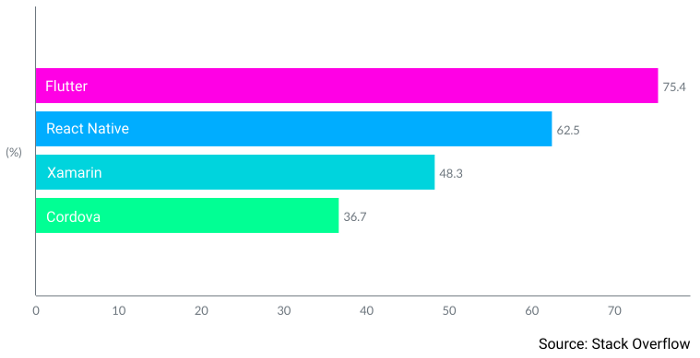 Flutter 75.4
React Native 62.5
(%)
Xamarin 48.3
Cordova 36.7
0 10 20 30 40 50 60 70
Source: Stack Overflow